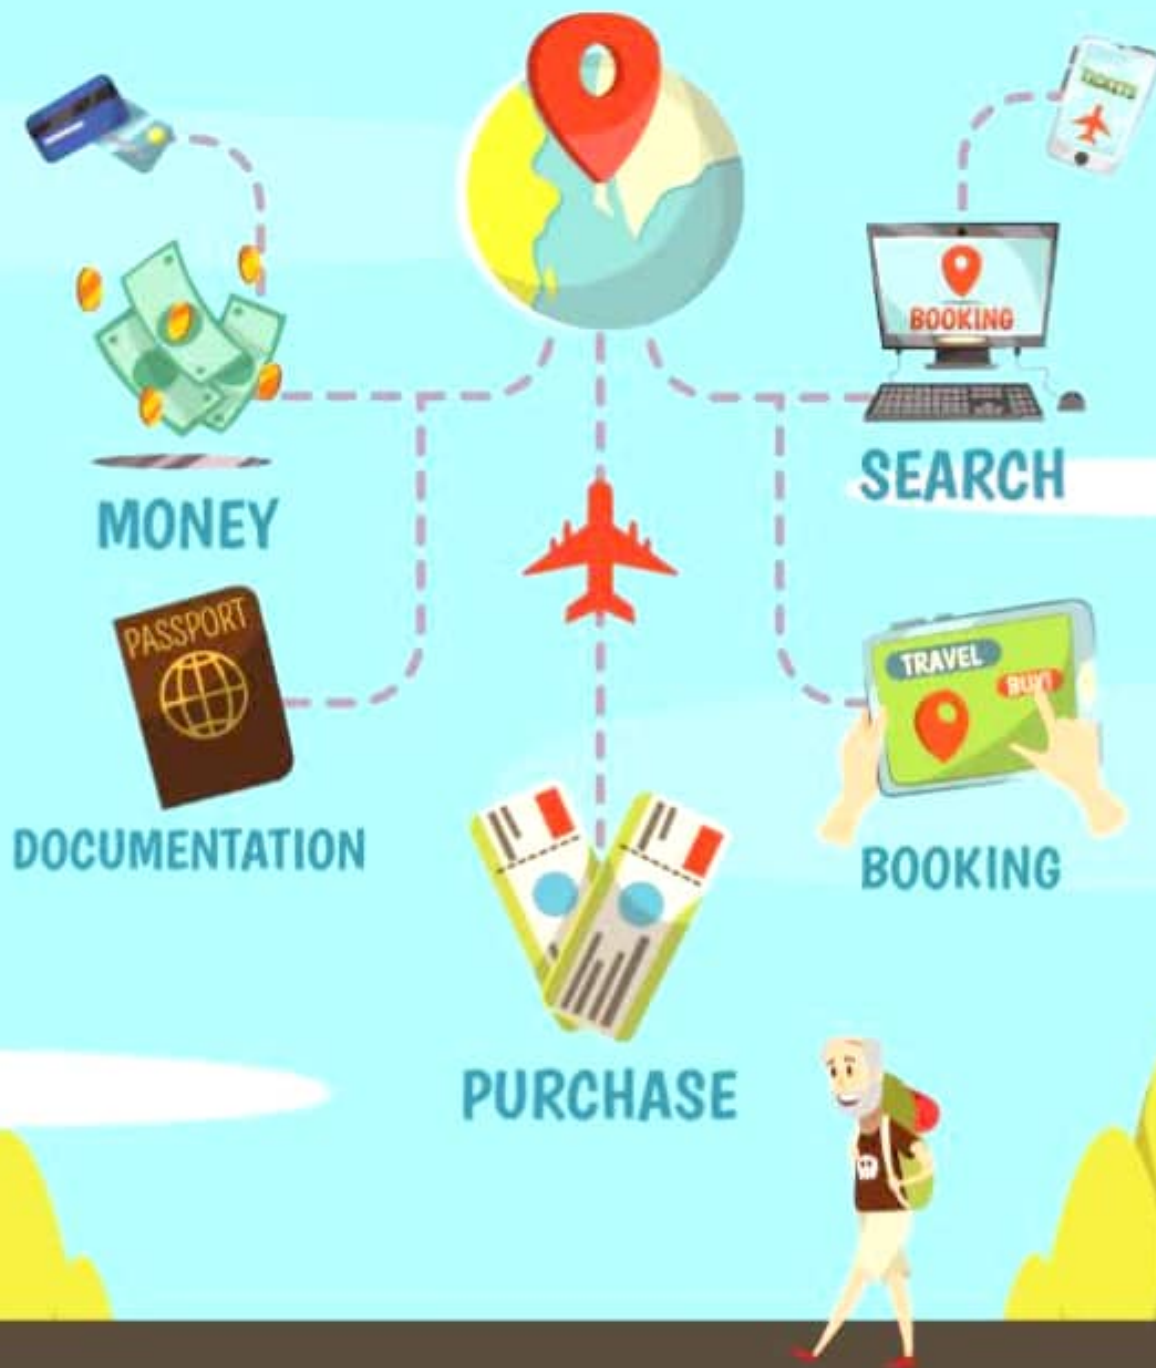 TICKETS
BOOKING
SEARCH
MONEY
PASSPORT
TRAVEL
BUY!
DOCUMENTATION
BOOKING
PURCHASE